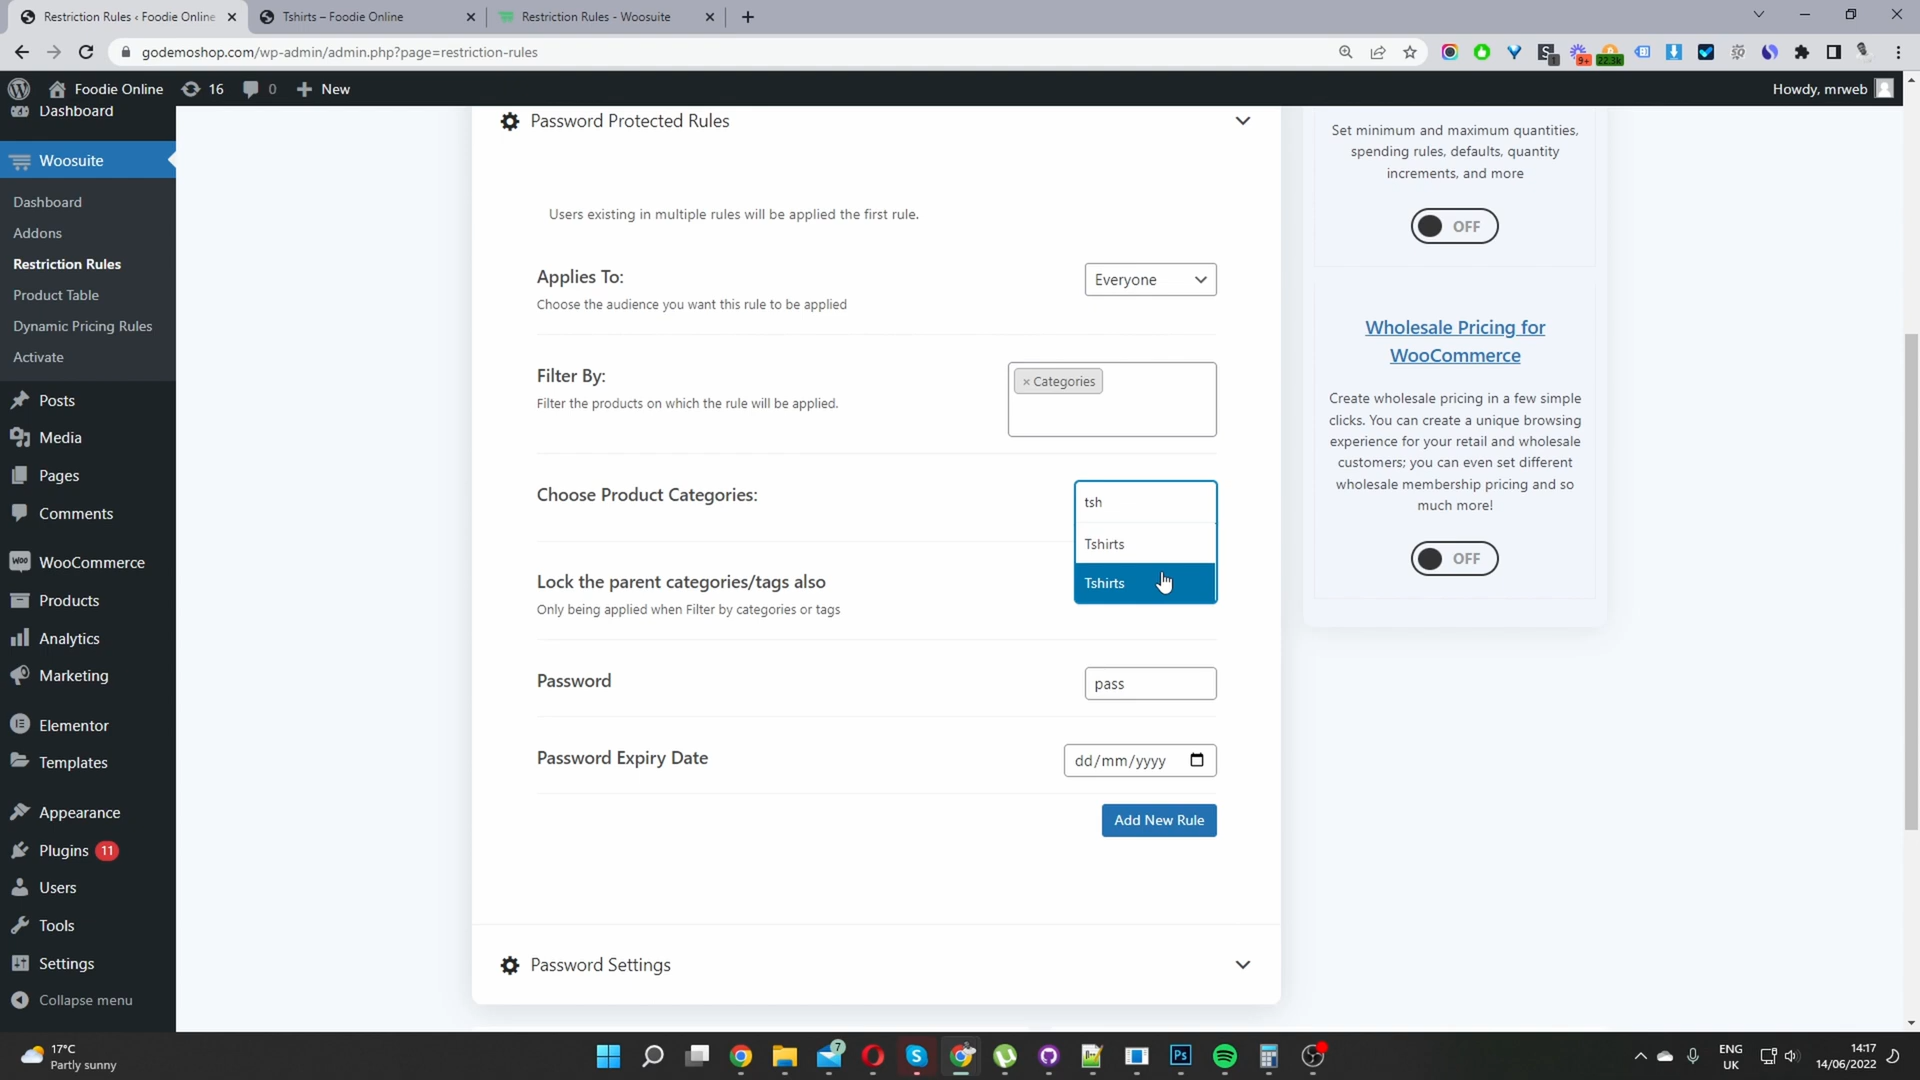 Restriction Rules ‹ Foodie Online
Tshirts – Foodie Online
Restriction Rules - Woosuite
godemoshop.com/wp-admin/admin.php?page=restriction-rules
9+
22.3k
Foodie Online
16
0
New
Howdy, mrweb
Dashboard
Woosuite
Dashboard
Addons
Restriction Rules
Product Table
Dynamic Pricing Rules
Activate
Posts
Media
Pages
Comments
WooCommerce
Products
Analytics
Marketing
Elementor
Templates
Appearance
Plugins 11
Users
Tools
Settings
Collapse menu
Password Protected Rules
Users existing in multiple rules will be applied the first rule.
Applies To:
Everyone
Choose the audience you want this rule to be applied
Filter By:
× Categories
Filter the products on which the rule will be applied.
Choose Product Categories:
tsh
Tshirts
Tshirts
Lock the parent categories/tags also
Only being applied when Filter by categories or tags
Password
pass
Password Expiry Date
dd/mm/yyyy
Add New Rule
Password Settings
Set minimum and maximum quantities,
spending rules, defaults, quantity
increments, and more
OFF
Wholesale Pricing for
WooCommerce
Create wholesale pricing in a few simple
clicks. You can create a unique browsing
experience for your retail and wholesale
customers; you can even set different
wholesale membership pricing and so
much more!
OFF
17°C
Partly sunny
7
Ps
ENG
UK
14:17
14/06/2022